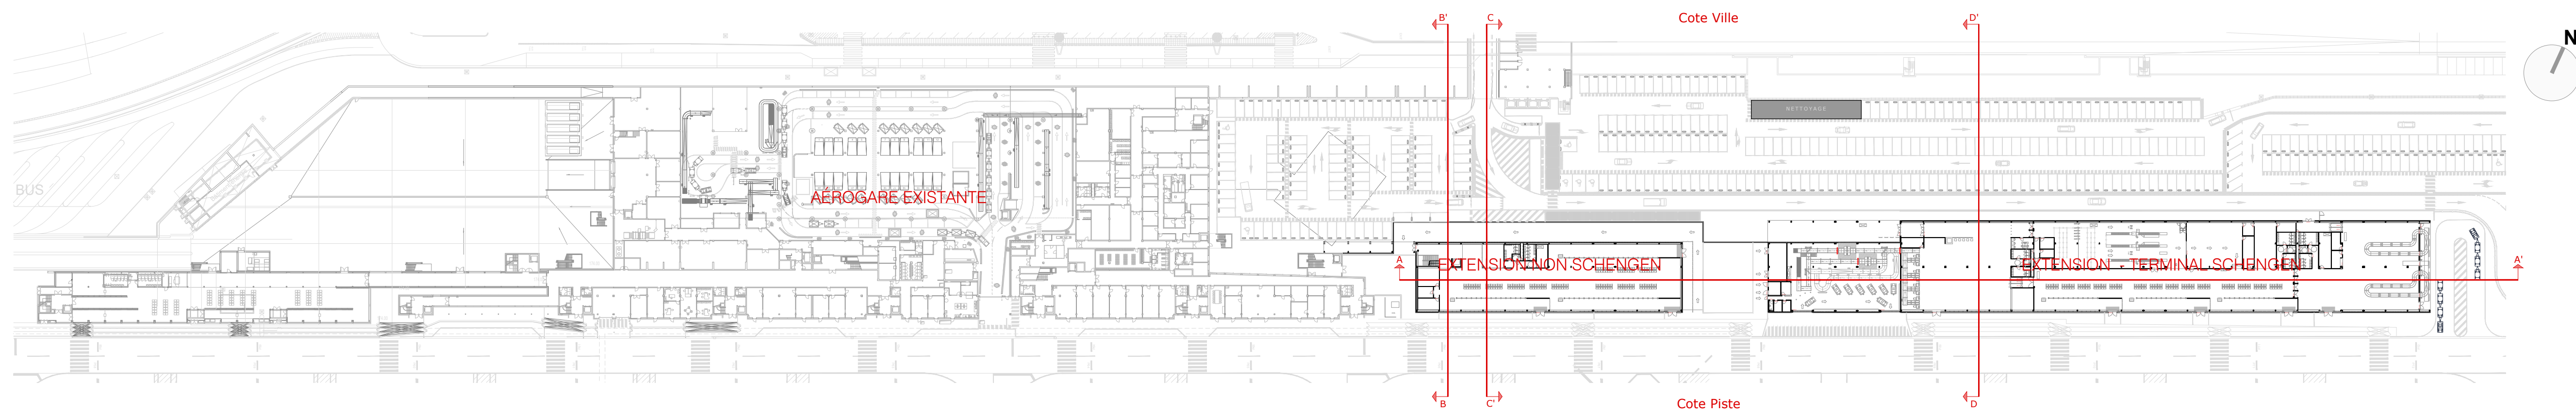 B'
C
Cote Ville
D'
N
NETTOYAGE
BUS
AEROGARE EXISTANTE
A
EXTENSION NON SCHENGEN
EXTENSION - TERMINAL SCHENGEN
A'
B
C'
Cote Piste
D